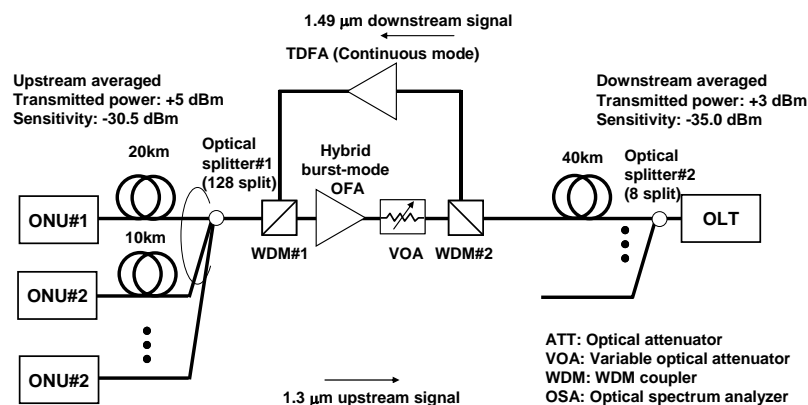 1.49 μm downstream signal
TDFA (Continuous mode)
Upstream averaged
Transmitted power: +5 dBm
Sensitivity: -30.5 dBm
Downstream averaged
Transmitted power: +3 dBm
Sensitivity: -35.0 dBm
20km
Optical
splitter#1
(128 split)
Hybrid
burst-mode
OFA
40km
Optical
splitter#2
(8 split)
ONU#1
OLT
10km
WDM#1
VOA
WDM#2
ONU#2
ONU#2
ATT: Optical attenuator
VOA: Variable optical attenuator
WDM: WDM coupler
OSA: Optical spectrum analyzer
1.3 μm upstream signal